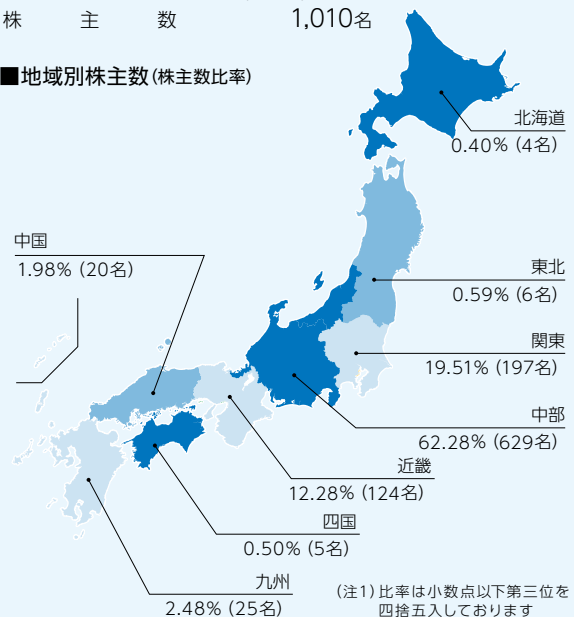 株主数 1,010名
■地域別株主数(株主数比率)
北海道
0.40% (4名)
中国
1.98% (20名)
東北
0.59% (6名)
関東
19.51% (197名)
中部
62.28% (629名)
近畿
12.28% (124名)
四国
0.50% (5名)
九州
2.48% (25名)
(注1) 比率は小数点以下第三位を
四捨五入しております